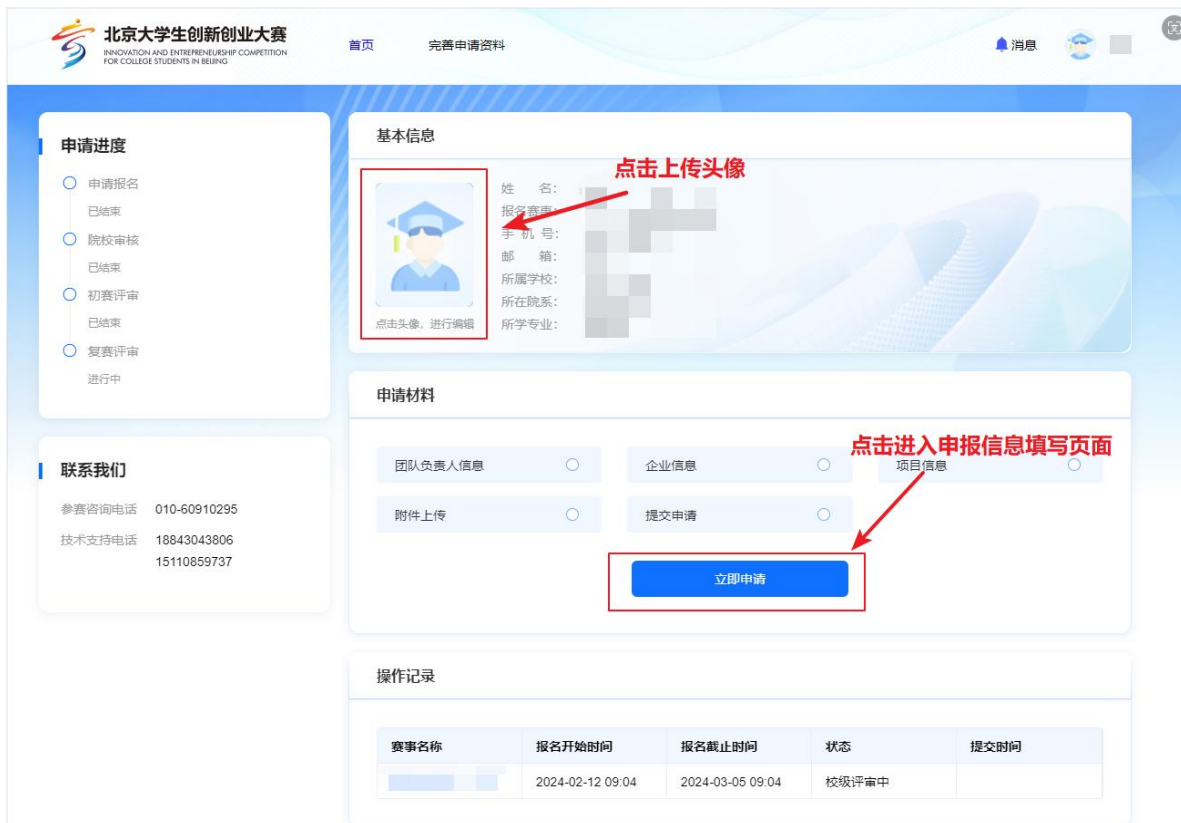 北京大学生创新创业大赛
INNOVATION AND ENTREPRENEURSHIP COMPETITION
FOR COLLEGE STUDENTS IN BEIJING
首页 完善申请资料 消息
申请进度
申请报名
已结束
院校审核
已结束
初赛评审
已结束
复赛评审
进行中
联系我们
参赛咨询电话 010-60910295
技术支持电话 18843043806
15110859737
基本信息
点击上传头像
点击头像，进行编辑
姓 名：
报名赛事：
手 机 号：
邮 箱：
所属学校：
所在院系：
所学专业：
申请材料
点击进入申报信息填写页面
团队负责人信息 企业信息 项目信息
附件上传 提交申请
立即申请
操作记录
赛事名称 报名开始时间 报名截止时间 状态 提交时间
2024-02-12 09:04 2024-03-05 09:04 校级评审中